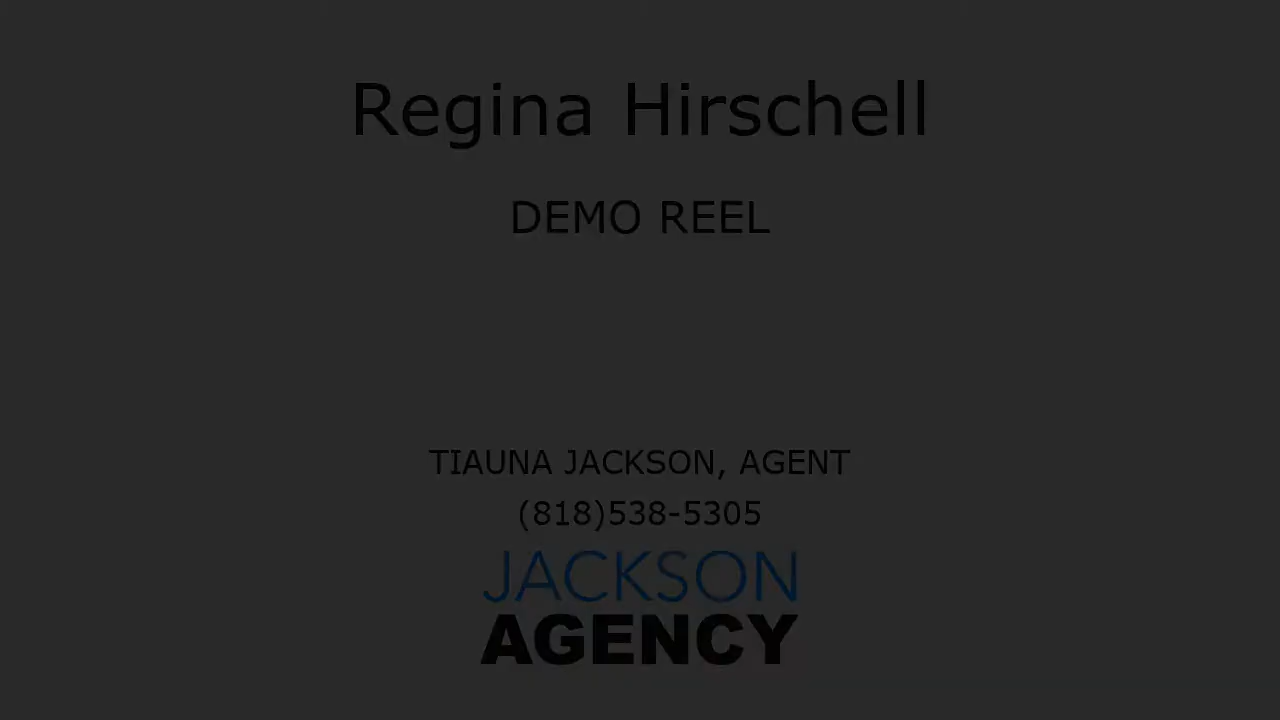 Regina Hirschell
DEMO REEL
TIAUNA JACKSON, AGENT
(818)538-5305
JACKSON
AGENCY